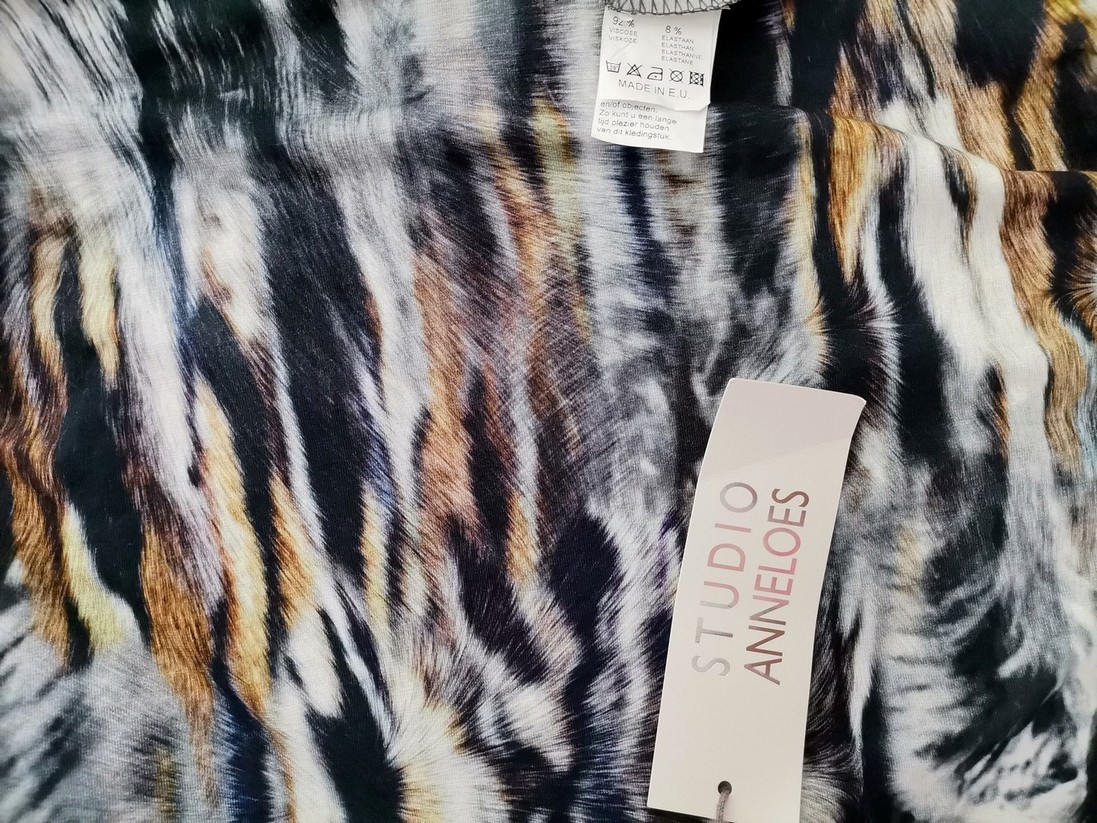 92 %
VISCOSE
VISKOZE
8 %
ELASTAAN
ELASTHAN
ELASTHANNE
ELASTANE
MADE IN E.U.
en/of objecten.
Zo kunt u een lange
tijd plezier houden
van dit kledingstuk.
STUDIO
ANNELOES